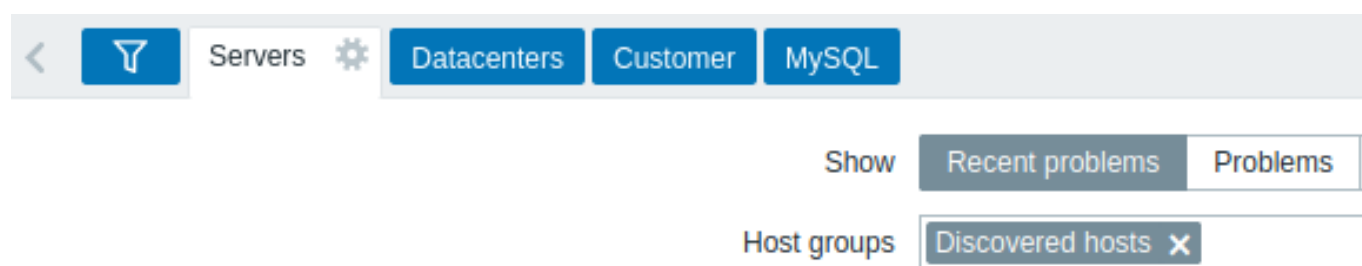 Servers Datacenters Customer MySQL
Show Recent problems Problems
Host groups Discovered hosts